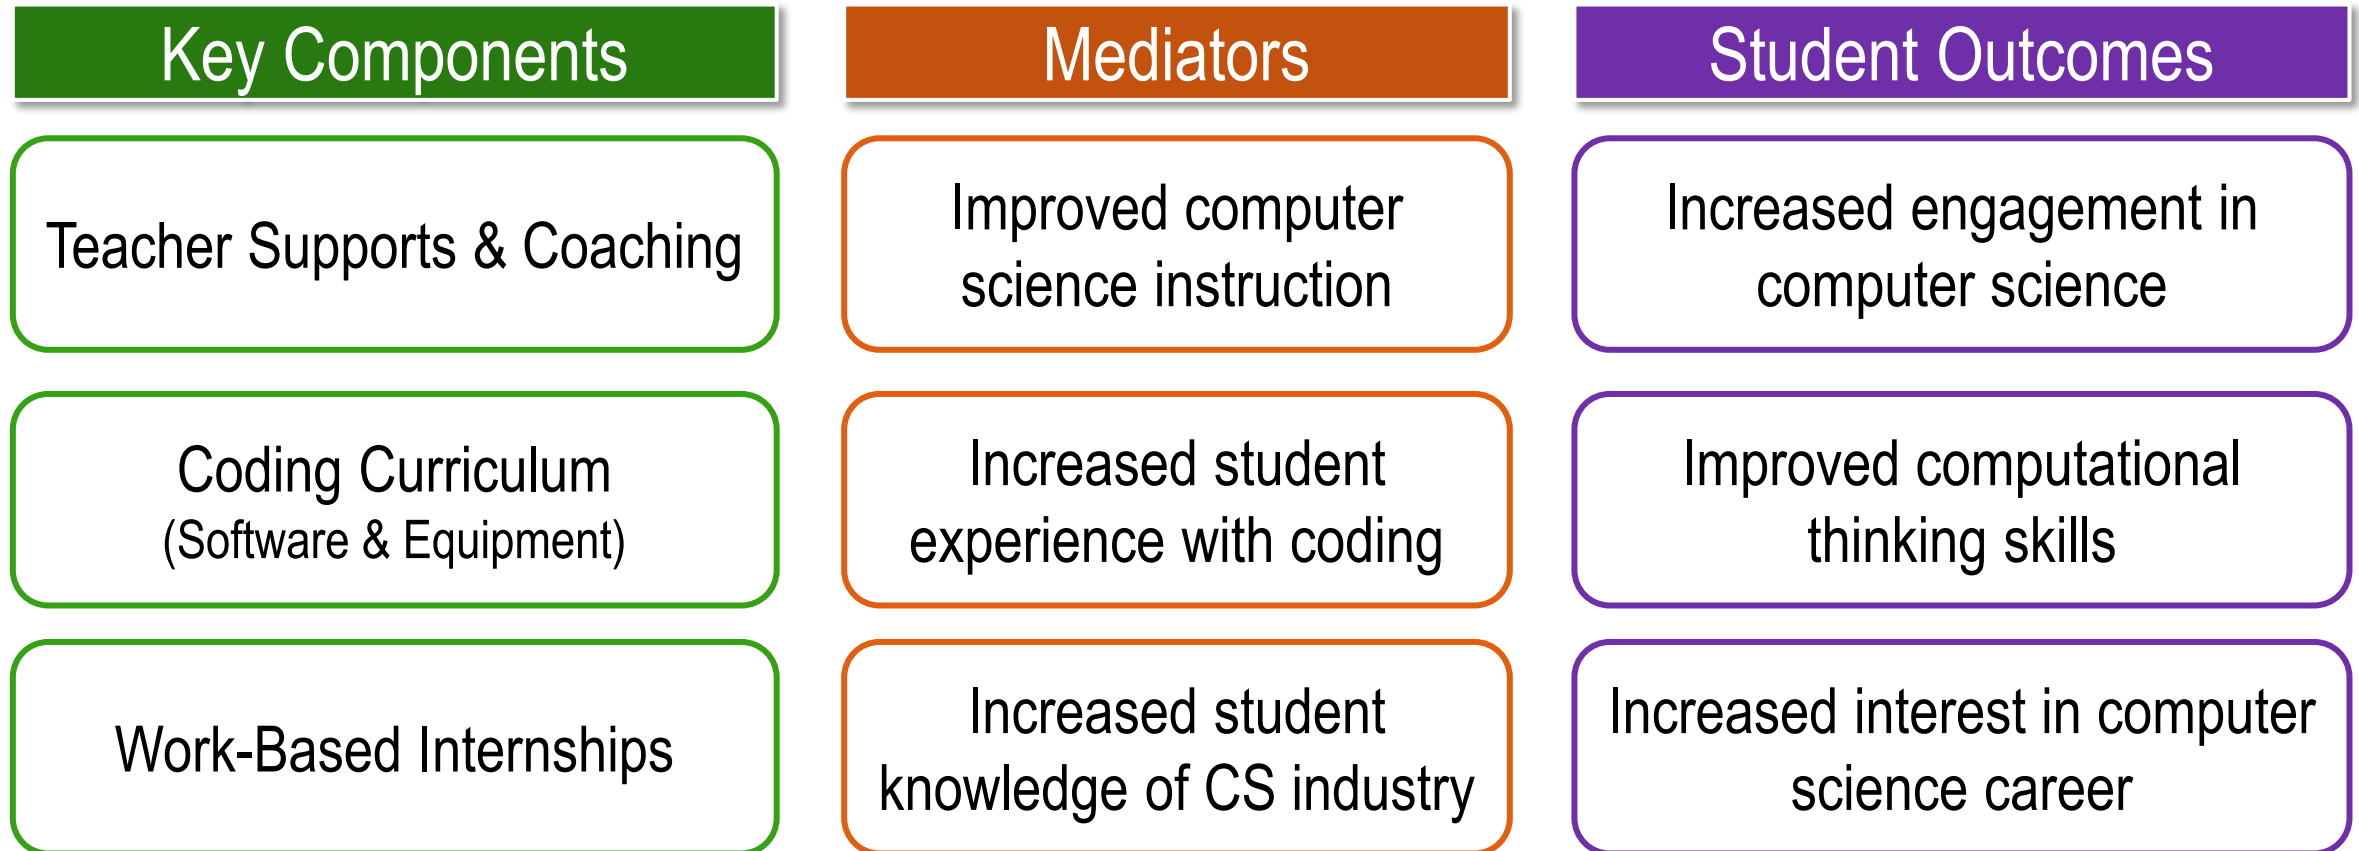 Key Components
Mediators
Student Outcomes
Teacher Supports & Coaching
Improved computer
science instruction
Increased engagement in
computer science
Coding Curriculum
(Software & Equipment)
Increased student
experience with coding
Improved computational
thinking skills
Work-Based Internships
Increased student
knowledge of CS industry
Increased interest in computer
science career